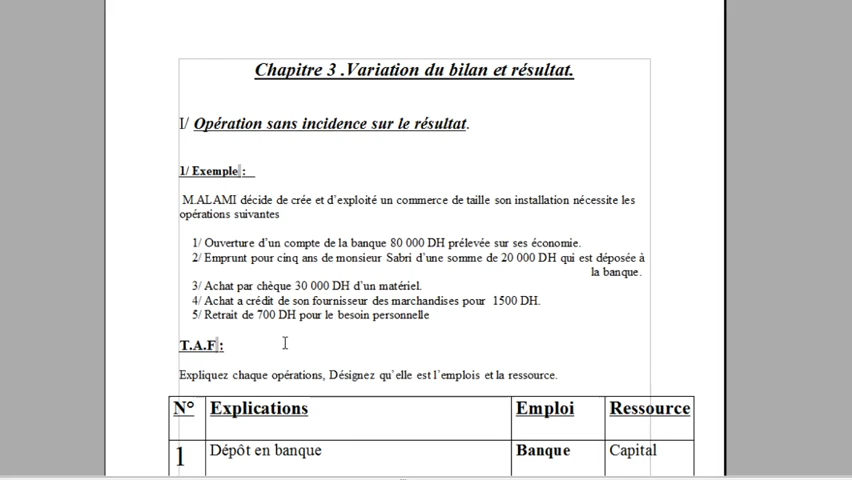 Chapitre 3 .Variation du bilan et résultat.
I/ Opération sans incidence sur le résultat.
1/ Exemple :
M.ALAMI décide de crée et d’exploité un commerce de taille son installation nécessite les
opérations suivantes
1/ Ouverture d’un compte de la banque 80 000 DH prélevée sur ses économie.
2/ Emprunt pour cinq ans de monsieur Sabri d’une somme de 20 000 DH qui est déposée à
la banque.
3/ Achat par chèque 30 000 DH d’un matériel.
4/ Achat a crédit de son fournisseur des marchandises pour 1500 DH.
5/ Retrait de 700 DH pour le besoin personnelle
T.A.F :
Expliquez chaque opérations, Désignez qu’elle est l’emplois et la ressource.
N° Explications Emploi Ressource
1 Dépôt en banque Banque Capital